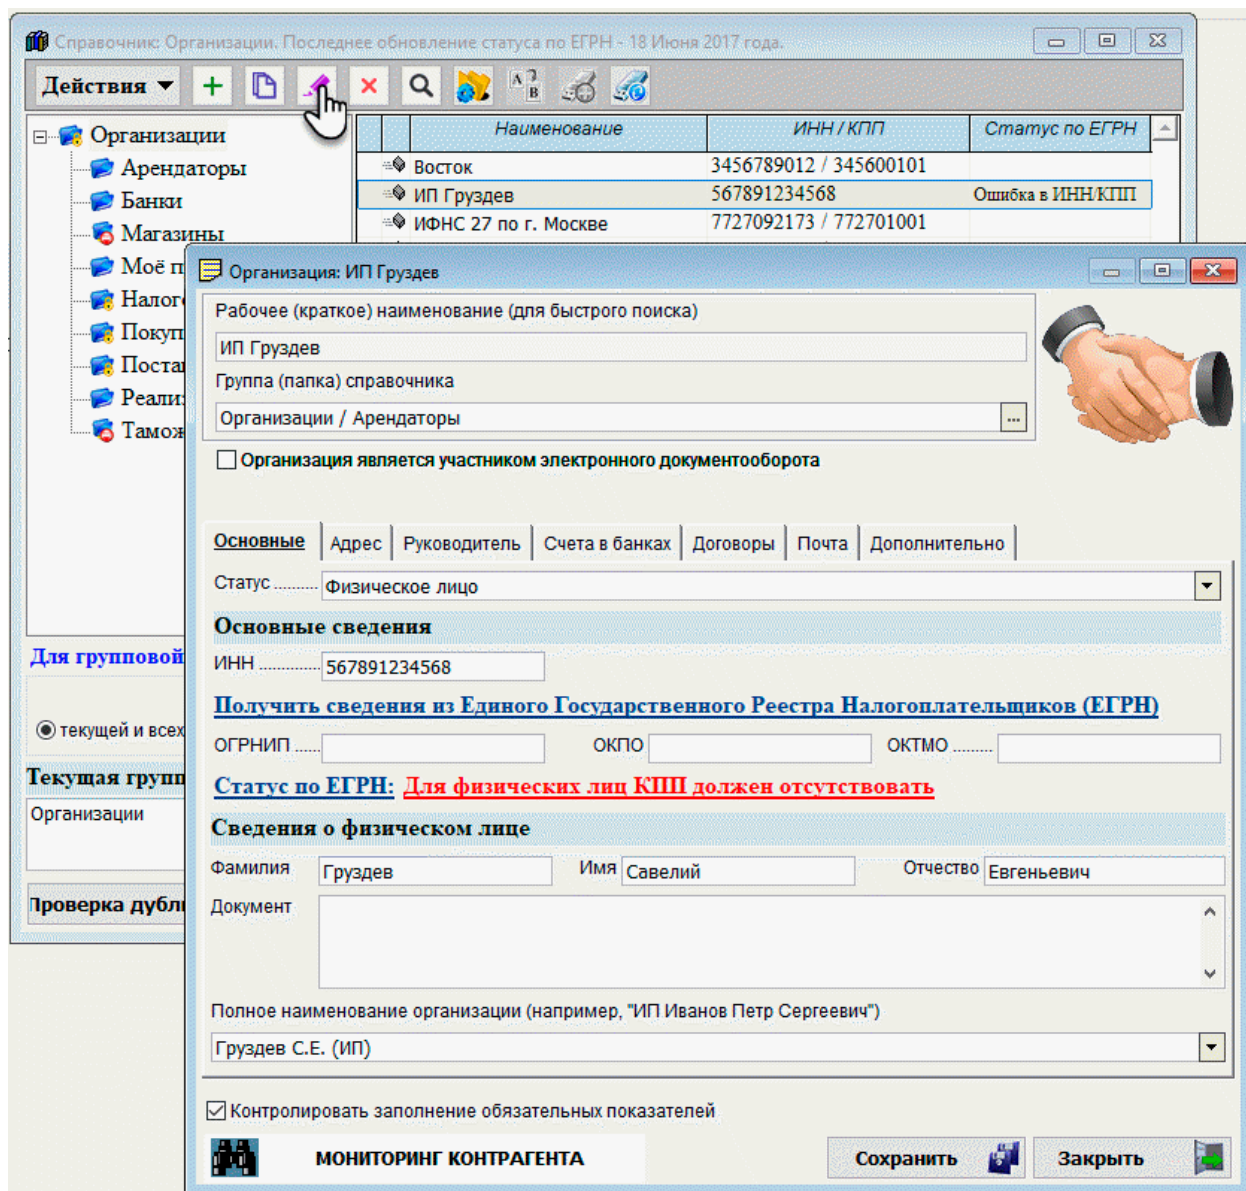 Справочник: Организации. Последнее обновление статуса по ЕГРН - 18 Июня 2017 года.
Действия
A B
Организации
Арендаторы
Банки
Магазины
Моё п
Налог
Покуп
Поста
Реали
Тамож
Наименование ИНН / КПП Статус по ЕГРН
Восток 3456789012 / 345600101
ИП Груздев 567891234568 Ошибка в ИНН/КПП
ИФНС 27 по г. Москве 7727092173 / 772701001
Для групповой
текущей и всех
Текущая групп
Организации
Проверка дубл
Организация: ИП Груздев
Рабочее (краткое) наименование (для быстрого поиска)
ИП Груздев
Группа (папка) справочника
Организации / Арендаторы ...
Организация является участником электронного документооборота
Основные Адрес Руководитель Счета в банках Договоры Почта Дополнительно
Статус .......... Физическое лицо
Основные сведения
ИНН .............. 567891234568
Получить сведения из Единого Государственного Реестра Налогоплательщиков (ЕГРН)
ОГРНИП ...... ОКПО ОКТМО .........
Статус по ЕГРН: Для физических лиц КПП должен отсутствовать
Сведения о физическом лице
Фамилия Груздев Имя Савелий Отчество Евгеньевич
Документ
Полное наименование организации (например, "ИП Иванов Петр Сергеевич")
Груздев С.Е. (ИП)
Контролировать заполнение обязательных показателей
МОНИТОРИНГ КОНТРАГЕНТА Сохранить Закрыть